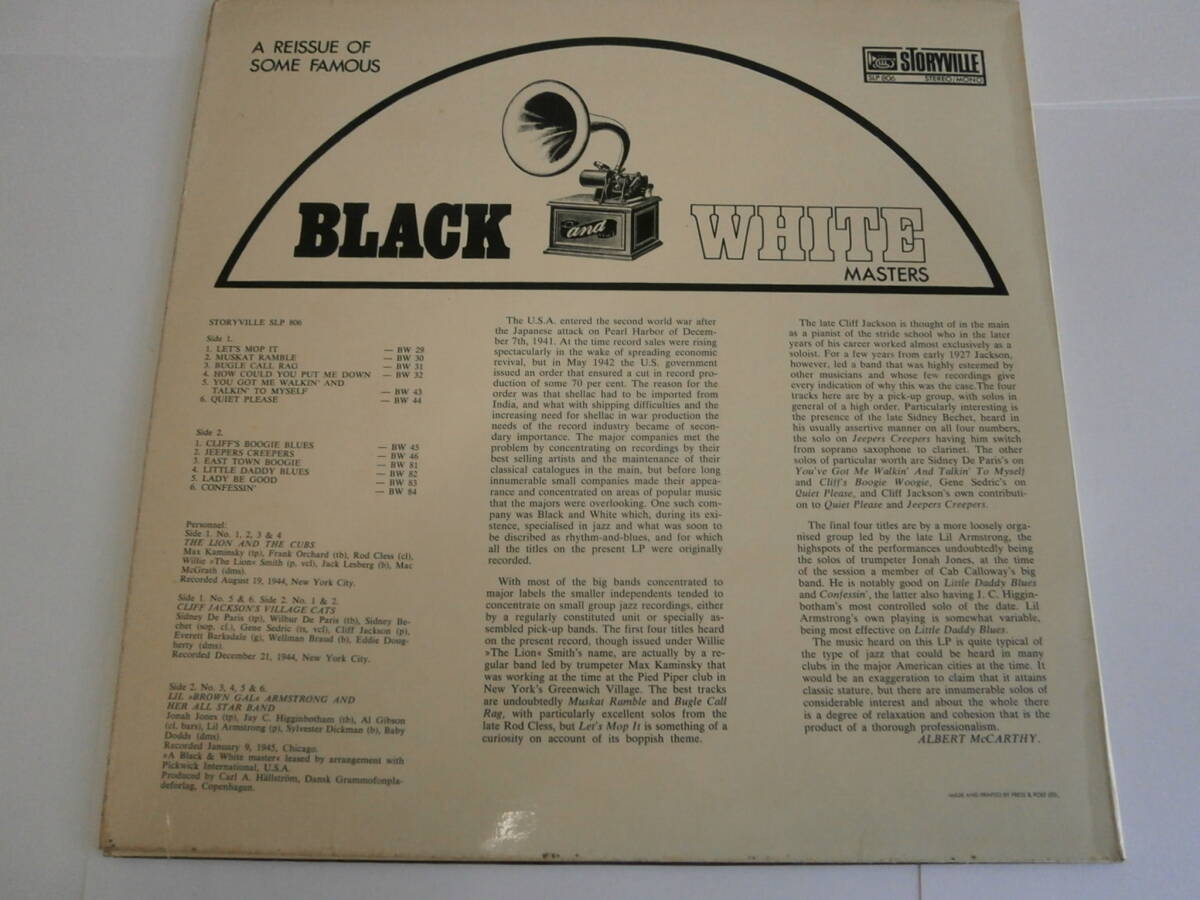 A REISSUE OF
SOME FAMOUS
STORYVILLE
SLP 806 STEREO/MONO
BLACK and WHITE
MASTERS
STORYVILLE SLP 806
Side 1.
1. LET'S MOP IT — BW 29
2. MUSKAT RAMBLE — BW 30
3. BUGLE CALL RAG — BW 31
4. HOW COULD YOU PUT ME DOWN — BW 32
5. YOU GOT ME WALKIN' AND
TALKIN' TO MYSELF — BW 43
6. QUIET PLEASE — BW 44
Side 2.
1. CLIFF'S BOOGIE BLUES — BW 45
2. JEEPERS CREEPERS — BW 46
3. EAST TOWN BOOGIE — BW 81
4. LITTLE DADDY BLUES — BW 82
5. LADY BE GOOD — BW 83
6. CONFESSIN' — BW 84
Personnel:
Side 1. No. 1, 2, 3 & 4
THE LION AND THE CUBS
Max Kaminsky (tp), Frank Orchard (tb), Rod Cless (cl),
Willie »The Lion« Smith (p, vcl), Jack Lesberg (b), Mac
McGrath (dms).
Recorded August 19, 1944, New York City.
Side 1. No. 5 & 6. Side 2. No. 1 & 2.
CLIFF JACKSON'S VILLAGE CATS
Sidney De Paris (tp), Wilbur De Paris (tb), Sidney Be-
chet (sop, cl.), Gene Sedric (ts, vcl), Cliff Jackson (p),
Everett Barksdale (g), Wellman Braud (b), Eddie Doug-
herty (dms).
Recorded December 21, 1944, New York City.
Side 2. No. 3, 4, 5 & 6.
LIL »BROWN GAL« ARMSTRONG AND
HER ALL STAR BAND
Jonah Jones (tp), Jay C. Higginbotham (tb), Al Gibson
(cl, bars), Lil Armstrong (p), Sylvester Dickman (b), Baby
Dodds (dms).
Recorded January 9, 1945, Chicago.
»A Black & White master« leased by arrangement with
Pickwick International, U.S.A.
Produced by Carl A. Hällström, Dansk Grammofonpla-
deforlag, Copenhagen.
The U.S.A. entered the second world war after
the Japanese attack on Pearl Harbor of Decem-
ber 7th, 1941. At the time record sales were rising
spectacularly in the wake of spreading economic
revival, but in May 1942 the U.S. government
issued an order that ensured a cut in record pro-
duction of some 70 per cent. The reason for the
order was that shellac had to be imported from
India, and what with shipping difficulties and the
increasing need for shellac in war production the
needs of the record industry became of secon-
dary importance. The major companies met the
problem by concentrating on recordings by their
best selling artists and the maintenance of their
classical catalogues in the main, but before long
innumerable small companies made their appea-
rance and concentrated on areas of popular music
that the majors were overlooking. One such com-
pany was Black and White which, during its exi-
stence, specialised in jazz and what was soon to
be discribed as rhythm-and-blues, and for which
all the titles on the present LP were originally
recorded.
With most of the big bands concentrated to
major labels the smaller independents tended to
concentrate on small group jazz recordings, either
by a regularly constituted unit or specially as-
sembled pick-up bands. The first four titles heard
on the present record, though issued under Willie
»The Lion« Smith's name, are actually by a re-
gular band led by trumpeter Max Kaminsky that
was working at the time at the Pied Piper club in
New York's Greenwich Village. The best tracks
are undoubtedly Muskat Ramble and Bugle Call
Rag, with particularly excellent solos from the
late Rod Cless, but Let's Mop It is something of a
curiosity on account of its boppish theme.
The late Cliff Jackson is thought of in the main
as a pianist of the stride school who in the later
years of his career worked almost exclusively as a
soloist. For a few years from early 1927 Jackson,
however, led a band that was highly esteemed by
other musicians and whose few recordings give
every indication of why this was the case.The four
tracks here are by a pick-up group, with solos in
general of a high order. Particularly interesting is
the presence of the late Sidney Bechet, heard in
his usually assertive manner on all four numbers,
the solo on Jeepers Creepers having him switch
from soprano saxophone to clarinet. The other
solos of particular worth are Sidney De Paris's on
You've Got Me Walkin' And Talkin' To Myself
and Cliff's Boogie Woogie, Gene Sedric's on
Quiet Please, and Cliff Jackson's own contributi-
on to Quiet Please and Jeepers Creepers.
The final four titles are by a more loosely orga-
nised group led by the late Lil Armstrong, the
highspots of the performances undoubtedly being
the solos of trumpeter Jonah Jones, at the time
of the session a member of Cab Calloway's big
band. He is notably good on Little Daddy Blues
and Confessin', the latter also having J. C. Higgin-
botham's most controlled solo of the date. Lil
Armstrong's own playing is somewhat variable,
being most effective on Little Daddy Blues.
The music heard on this LP is quite typical of
the type of jazz that could be heard in many
clubs in the major American cities at the time. It
would be an exaggeration to claim that it attains
classic stature, but there are innumerable solos of
considerable interest and about the whole there
is a degree of relaxation and cohesion that is the
product of a thorough professionalism.
ALBERT McCARTHY.
MADE AND PRINTED BY PRESS & POST